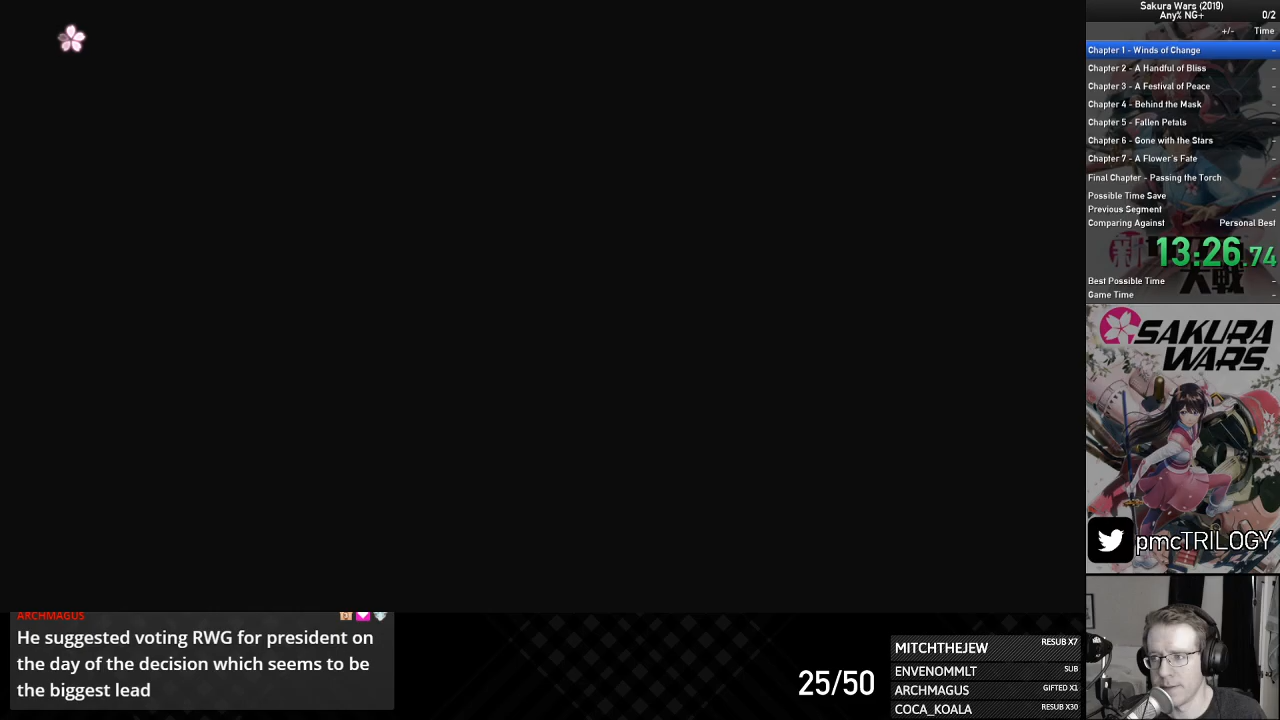 Sakura Wars (2019)
Any% NG+ 0/2
+/- Time
Chapter 1 - Winds of Change -
Chapter 2 - A Handful of Bliss -
Chapter 3 - A Festival of Peace -
Chapter 4 - Behind the Mask -
Chapter 5 - Fallen Petals -
Chapter 6 - Gone with the Stars -
Chapter 7 - A Flower's Fate -
Final Chapter - Passing the Torch -
Possible Time Save -
Previous Segment -
Comparing Against Personal Best
13:26.74
Best Possible Time -
Game Time -
SAKURA
WARS
pmcTRILOGY
ARCHMAGUS
He suggested voting RWG for president on
the day of the decision which seems to be
the biggest lead
25/50
MITCHTHEJEW RESUB X7
ENVENOMMLT SUB
ARCHMAGUS GIFTED X1
COCA_KOALA RESUB X30